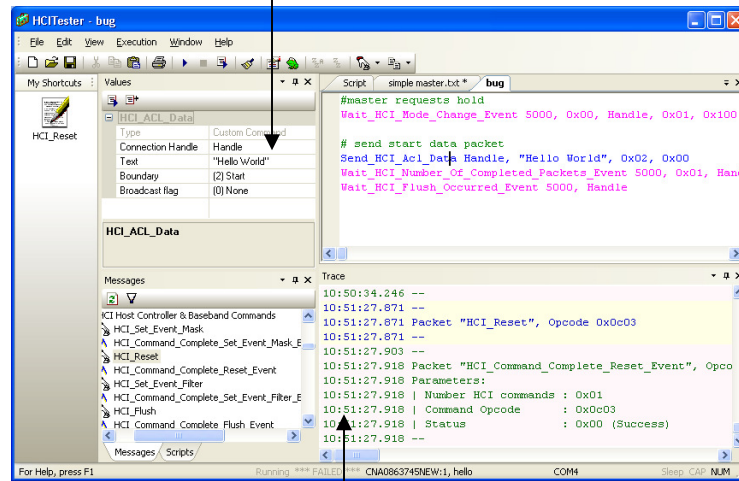 HCITester - bug
File Edit View Execution Window Help
My Shortcuts
HCI_Reset
Values
HCI_ACL_Data
Type Custom Command
Connection Handle Handle
Text "Hello World"
Boundary (2) Start
Broadcast flag (0) None
HCI_ACL_Data
Script simple master.txt * bug
#master requests hold
Wait_HCI_Mode_Change_Event 5000, 0x00, Handle, 0x01, 0x100
# send start data packet
Send_HCI_Acl_Data Handle, "Hello World", 0x02, 0x00
Wait_HCI_Number_Of_Completed_Packets_Event 5000, 0x01, Han
Wait_HCI_Flush_Occurred_Event 5000, Handle
Messages
HCI Host Controller & Baseband Commands
HCI_Set_Event_Mask
HCI_Command_Complete_Set_Event_Mask_E
HCI_Reset
HCI_Command_Complete_Reset_Event
HCI_Set_Event_Filter
HCI_Command_Complete_Set_Event_Filter_E
HCI_Flush
HCI_Command_Complete_Flush_Event
Messages Scripts
Trace
10:50:34.246 --
10:51:27.871 --
10:51:27.871 Packet "HCI_Reset", Opcode 0x0c03
10:51:27.871 --
10:51:27.903 --
10:51:27.918 Packet "HCI_Command_Complete_Reset_Event", Opco
10:51:27.918 Parameters:
10:51:27.918 | Number HCI commands : 0x01
10:51:27.918 | Command Opcode : 0x0c03
10:51:27.918 | Status : 0x00 (Success)
10:51:27.918 --
For Help, press F1 Running *** FAILED *** CNA0863745NEW:1, hello COM4 Sleep CAP NUM